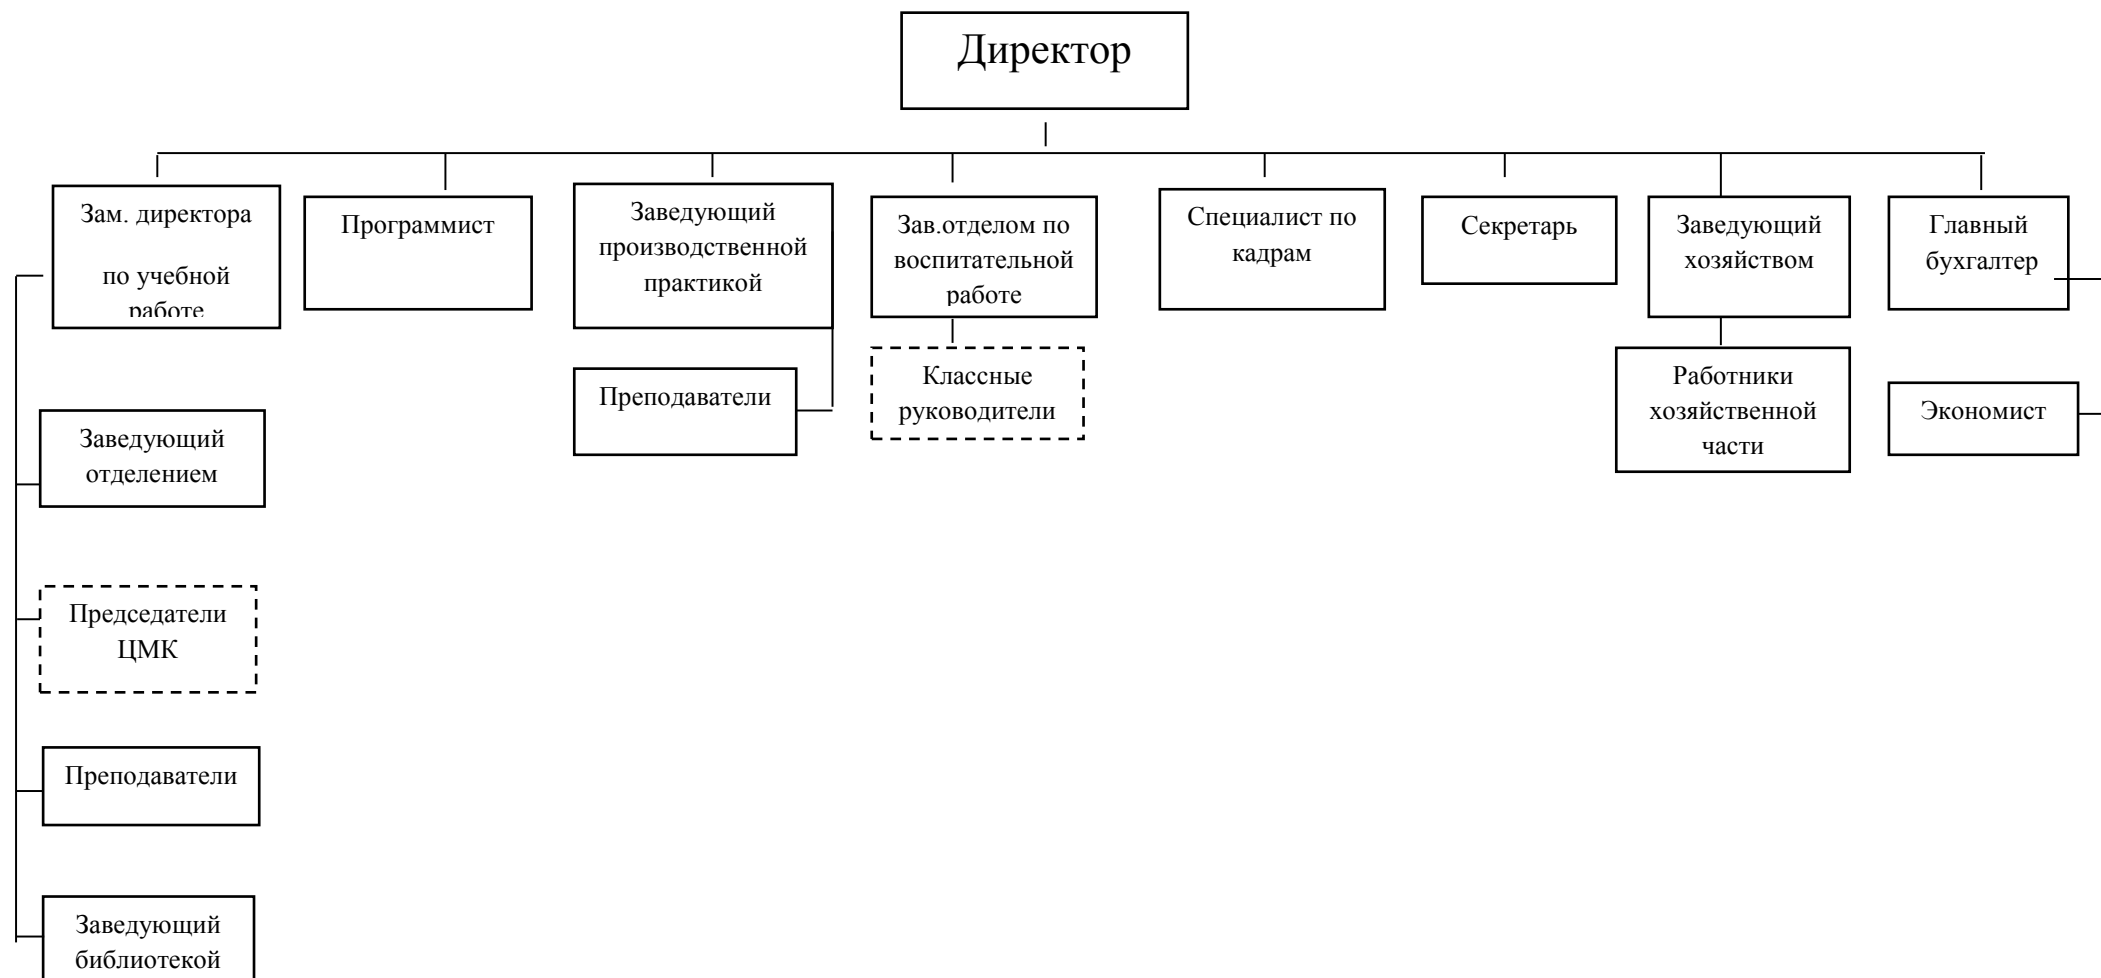 Директор
Зам. директора
по учебной
работе
Программист
Заведующий
производственной
практикой
Зав.отделом по
воспитательной
работе
Специалист по
кадрам
Секретарь
Заведующий
хозяйством
Главный
бухгалтер
Преподаватели
Классные
руководители
Работники
хозяйственной
части
Экономист
Заведующий
отделением
Председатели
ЦМК
Преподаватели
Заведующий
библиотекой